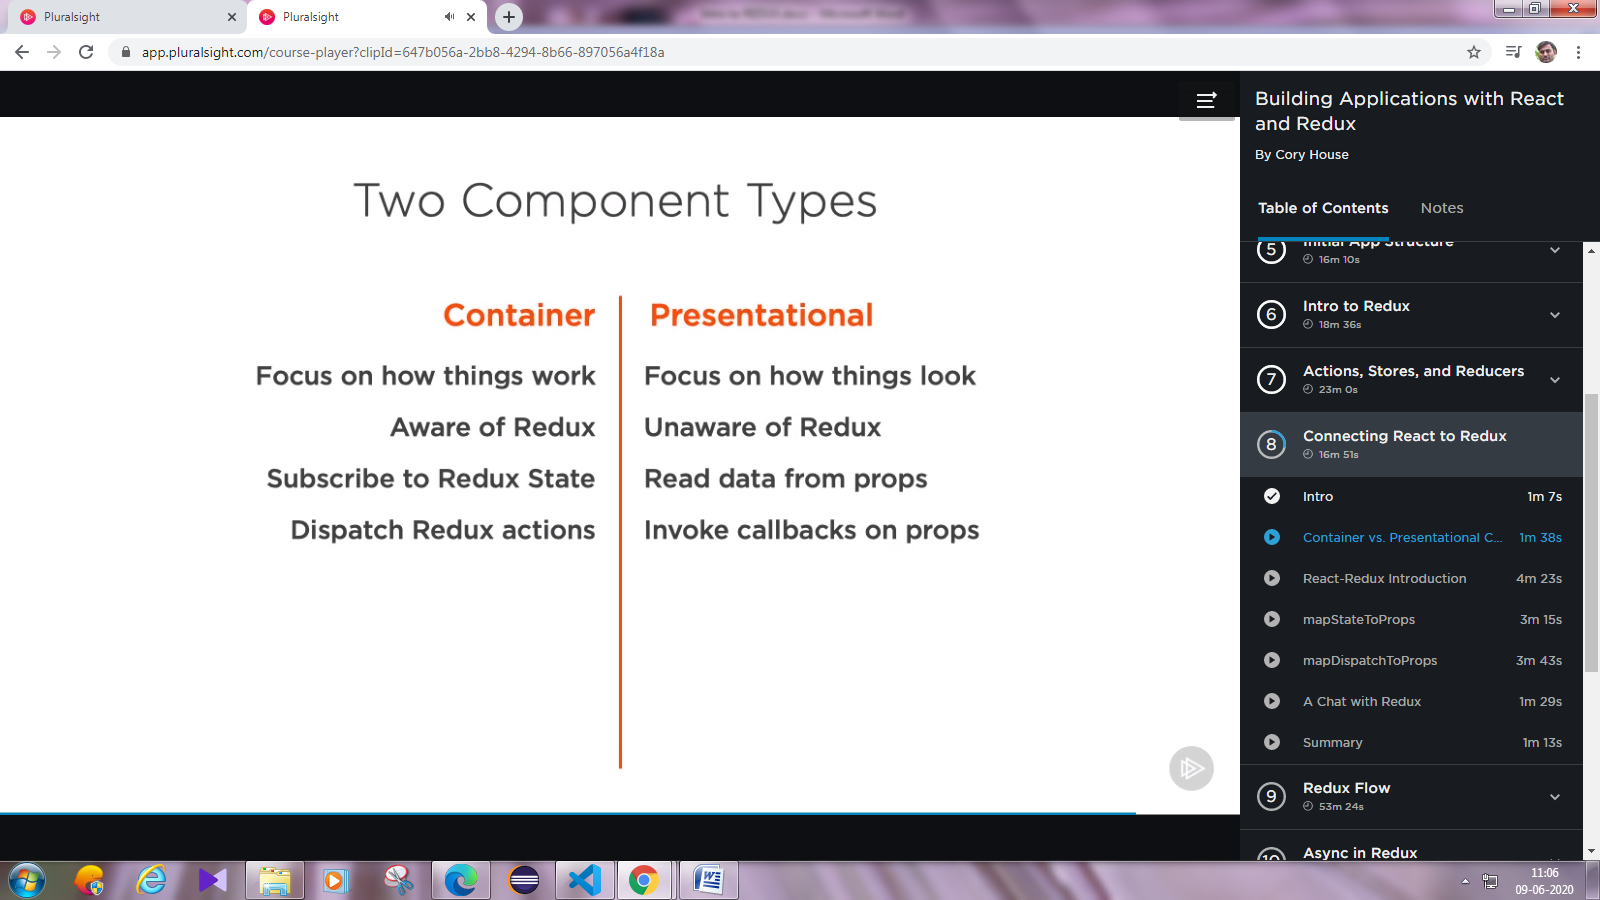 Pluralsight
Pluralsight
app.pluralsight.com/course-player?clipId=647b056a-2bb8-4294-8b66-897056a4f18a
Two Component Types
Container
Presentational
Focus on how things work
Focus on how things look
Aware of Redux
Unaware of Redux
Subscribe to Redux State
Read data from props
Dispatch Redux actions
Invoke callbacks on props
Building Applications with React
and Redux
By Cory House
Table of Contents
Notes
5
Initial App Structure
16m 10s
6
Intro to Redux
18m 36s
7
Actions, Stores, and Reducers
23m 0s
8
Connecting React to Redux
16m 51s
Intro
1m 7s
Container vs. Presentational C...
1m 38s
React-Redux Introduction
4m 23s
mapStateToProps
3m 15s
mapDispatchToProps
3m 43s
A Chat with Redux
1m 29s
Summary
1m 13s
9
Redux Flow
53m 24s
10
Async in Redux
11:06
09-06-2020